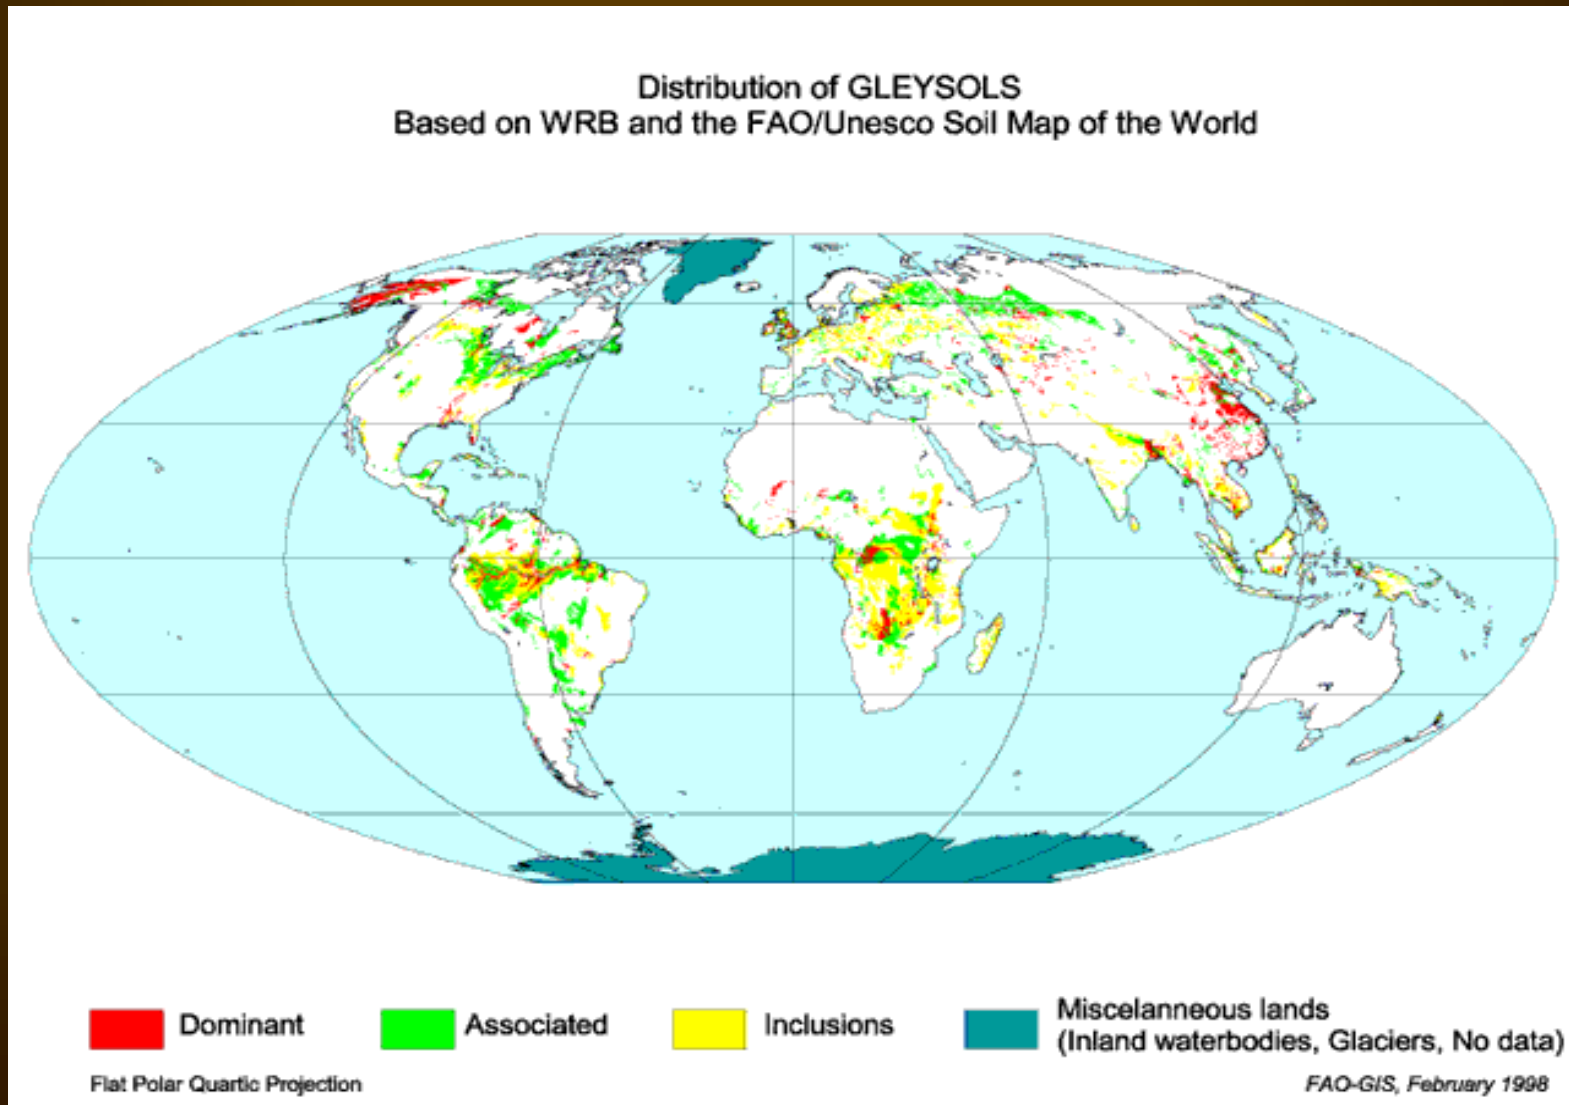 Distribution of GLEYSOLS
Based on WRB and the FAO/Unesco Soil Map of the World
Dominant
Associated
Inclusions
Miscelanneous lands
(Inland waterbodies, Glaciers, No data)
Flat Polar Quartic Projection
FAO-GIS, February 1998